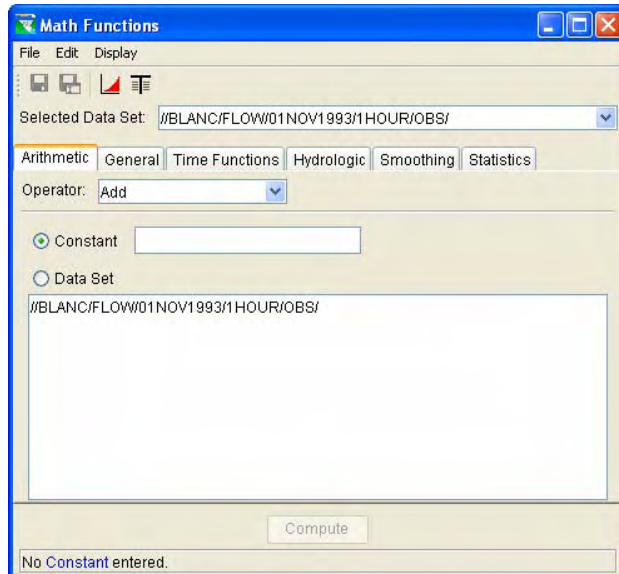 Math Functions
File Edit Display
Selected Data Set: //BLANC/FLOW/01NOV1993/1HOUR/OBS/
Arithmetic General Time Functions Hydrologic Smoothing Statistics
Operator: Add
Constant
Data Set
//BLANC/FLOW/01NOV1993/1HOUR/OBS/
Compute
No Constant entered.